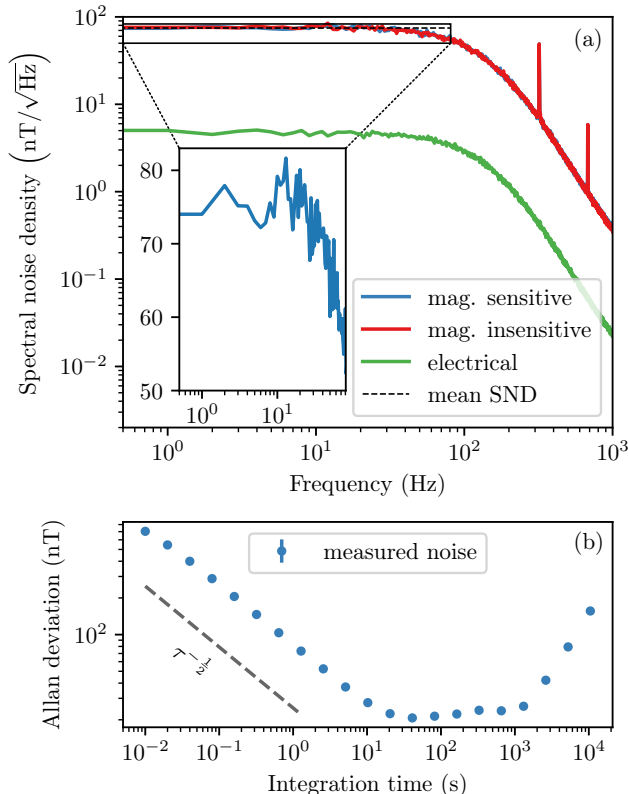 (a)
Spectral noise density (nT/√Hz)
10²
10¹
10⁰
10⁻¹
10⁻²
80
70
60
50
10⁰ 10¹
mag. sensitive
mag. insensitive
electrical
mean SND
10⁰ 10¹ 10² 10³
Frequency (Hz)
(b)
Allan deviation (nT)
10²
measured noise
τ^(-1/2)
10⁻² 10⁻¹ 10⁰ 10¹ 10² 10³ 10⁴
Integration time (s)